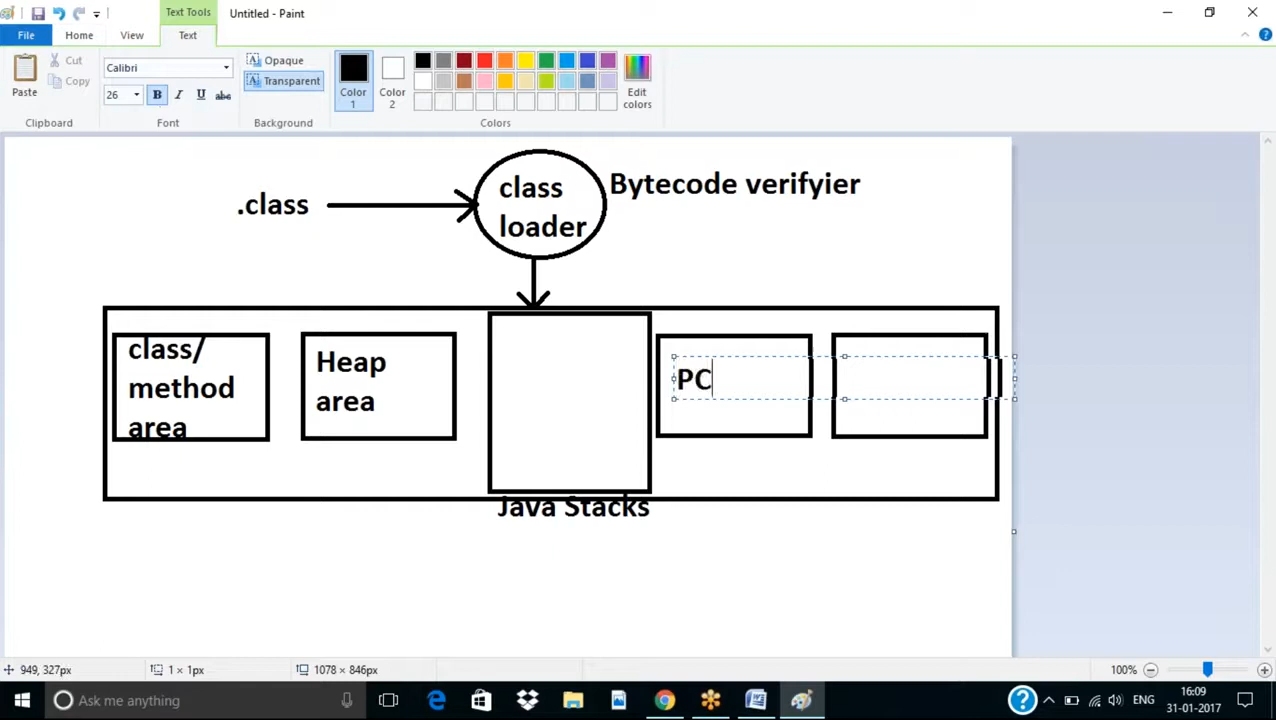 Text Tools
Untitled - Paint
File
Home
View
Text
Paste
Cut
Copy
Clipboard
Calibri
26
B
I
U
abc
Font
Opaque
Transparent
Background
Color
1
Color
2
Edit
colors
Colors
.class
class
loader
Bytecode verifyier
class/
method
area
Heap
area
Java Stacks
PC
949, 327px
1 × 1px
1078 × 846px
100%
Ask me anything
ENG
16:09
31-01-2017